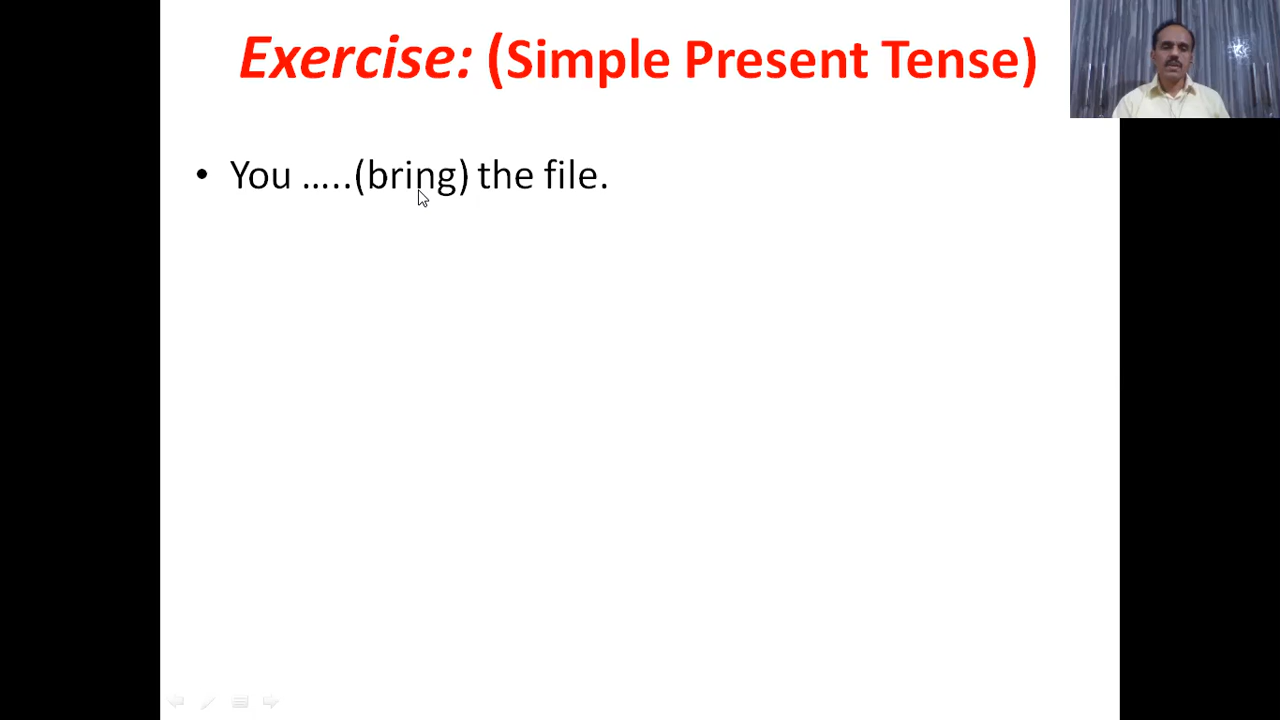 Exercise: (Simple Present Tense)
• You …..(bring) the file.